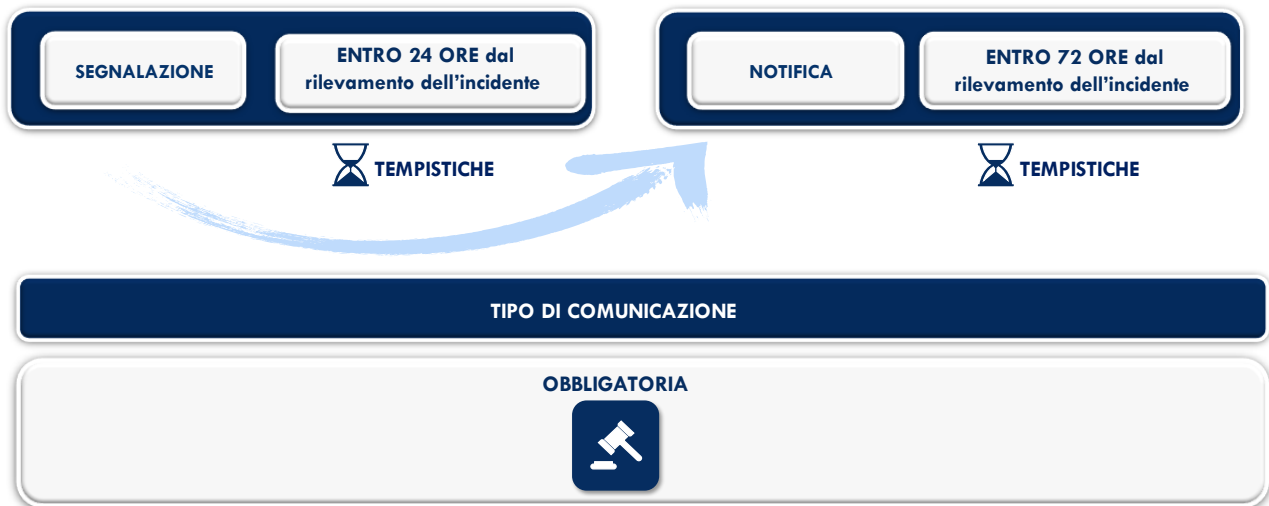 SEGNALAZIONE
ENTRO 24 ORE dal
rilevamento dell'incidente
NOTIFICA
ENTRO 72 ORE dal
rilevamento dell'incidente
TEMPISTICHE
TEMPISTICHE
TIPO DI COMUNICAZIONE
OBBLIGATORIA